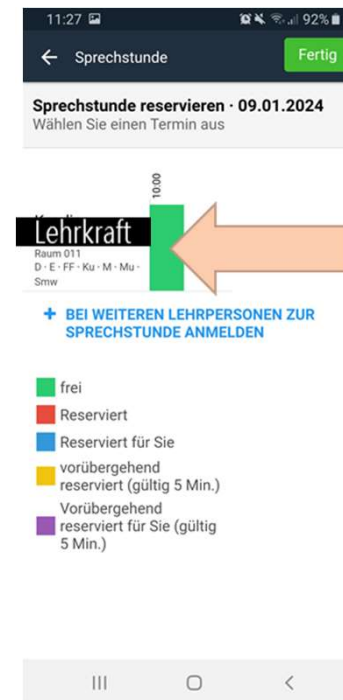 11:27 92%
Sprechstunde Fertig
Sprechstunde reservieren · 09.01.2024
Wählen Sie einen Termin aus
10:00
Lehrkraft
Raum 011
D - E - FF - Ku - M - Mu -
Smw
+ BEI WEITEREN LEHRPERSONEN ZUR
SPRECHSTUNDE ANMELDEN
frei
Reserviert
Reserviert für Sie
vorübergehend
reserviert (gültig 5 Min.)
Vorübergehend
reserviert für Sie (gültig
5 Min.)